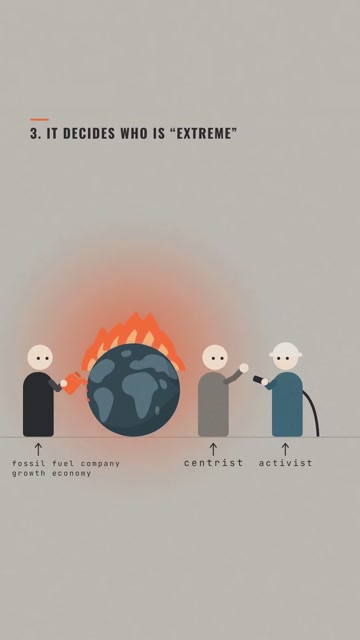 3. IT DECIDES WHO IS “EXTREME”
fossil fuel company
growth economy
centrist
activist